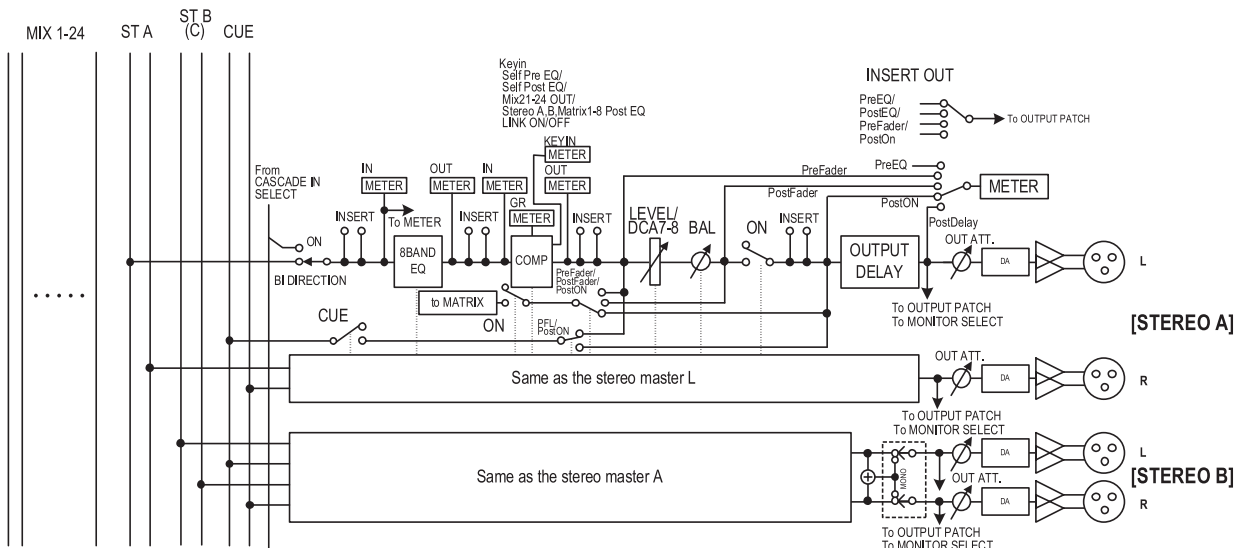 MIX 1-24
ST A
ST B
(C)
CUE
Keyin
Self Pre EQ/
Self Post EQ/
Mix21-24 OUT/
Stereo A,B,Matrix1-8 Post EQ
LINK ON/OFF
INSERT OUT
PreEQ/
PostEQ/
PreFader/
PostOn
To OUTPUT PATCH
From
CASCADE IN
SELECT
IN
METER
OUT
METER
IN
METER
KEYIN
METER
OUT
METER
GR
METER
PreFader
PreEQ
PostFader
PostON
METER
PostDelay
To METER
INSERT
INSERT
INSERT
LEVEL/
DCA7-8
BAL
ON
INSERT
ON
BI DIRECTION
8BAND
EQ
COMP
OUTPUT
DELAY
OUT ATT.
DA
L
to MATRIX
ON
PreFader/
PostFader/
PostON
To OUTPUT PATCH
To MONITOR SELECT
CUE
PFL/
PostON
[STEREO A]
Same as the stereo master L
OUT ATT.
DA
R
To OUTPUT PATCH
To MONITOR SELECT
Same as the stereo master A
MONO
DA
L
OUT ATT.
[STEREO B]
DA
R
To OUTPUT PATCH
To MONITOR SELECT